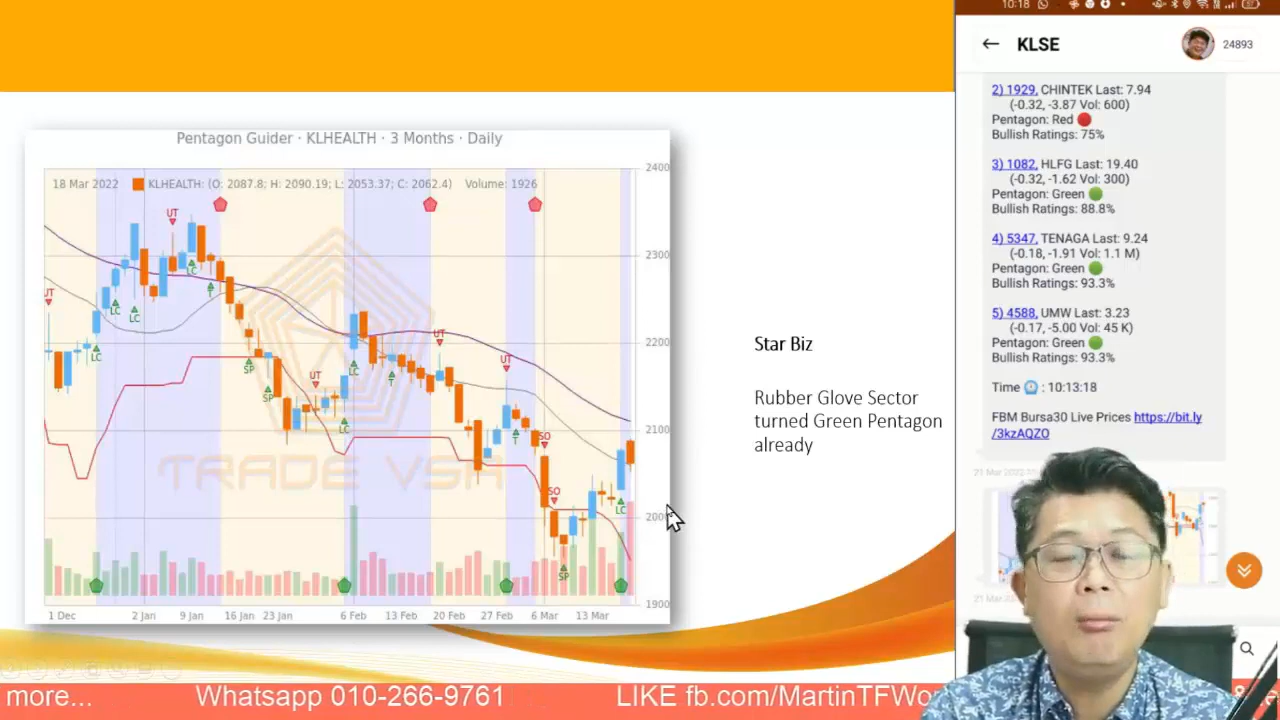 Pentagon Guider · KLHEALTH · 3 Months · Daily
18 Mar 2022 KLHEALTH: (O: 2087.8; H: 2090.19; L: 2053.37; C: 2062.4) Volume: 1926
2400
2300
2200
2100
2000
1900
UT
UT
UT
UT
UT
LC
LC
LC
LC
T
SP
SP
LC
LC
T
T
SO
SO
SP
LC
TRADE VSA
1 Dec 2 Jan 9 Jan 16 Jan 23 Jan 6 Feb 13 Feb 20 Feb 27 Feb 6 Mar 13 Mar
Star Biz
Rubber Glove Sector
turned Green Pentagon
already
10:18
KLSE 24893
2) 1929, CHINTEK Last: 7.94
(-0.32, -3.87 Vol: 600)
Pentagon: Red
Bullish Ratings: 75%
3) 1082, HLFG Last: 19.40
(-0.32, -1.62 Vol: 300)
Pentagon: Green
Bullish Ratings: 88.8%
4) 5347, TENAGA Last: 9.24
(-0.18, -1.91 Vol: 1.1 M)
Pentagon: Green
Bullish Ratings: 93.3%
5) 4588, UMW Last: 3.23
(-0.17, -5.00 Vol: 45 K)
Pentagon: Green
Bullish Ratings: 93.3%
Time : 10:13:18
FBM Bursa30 Live Prices https://bit.ly
/3kzAQZO
21 Mar 2022
21 Mar
more... Whatsapp 010-266-9761 LIKE fb.com/MartinTFWo